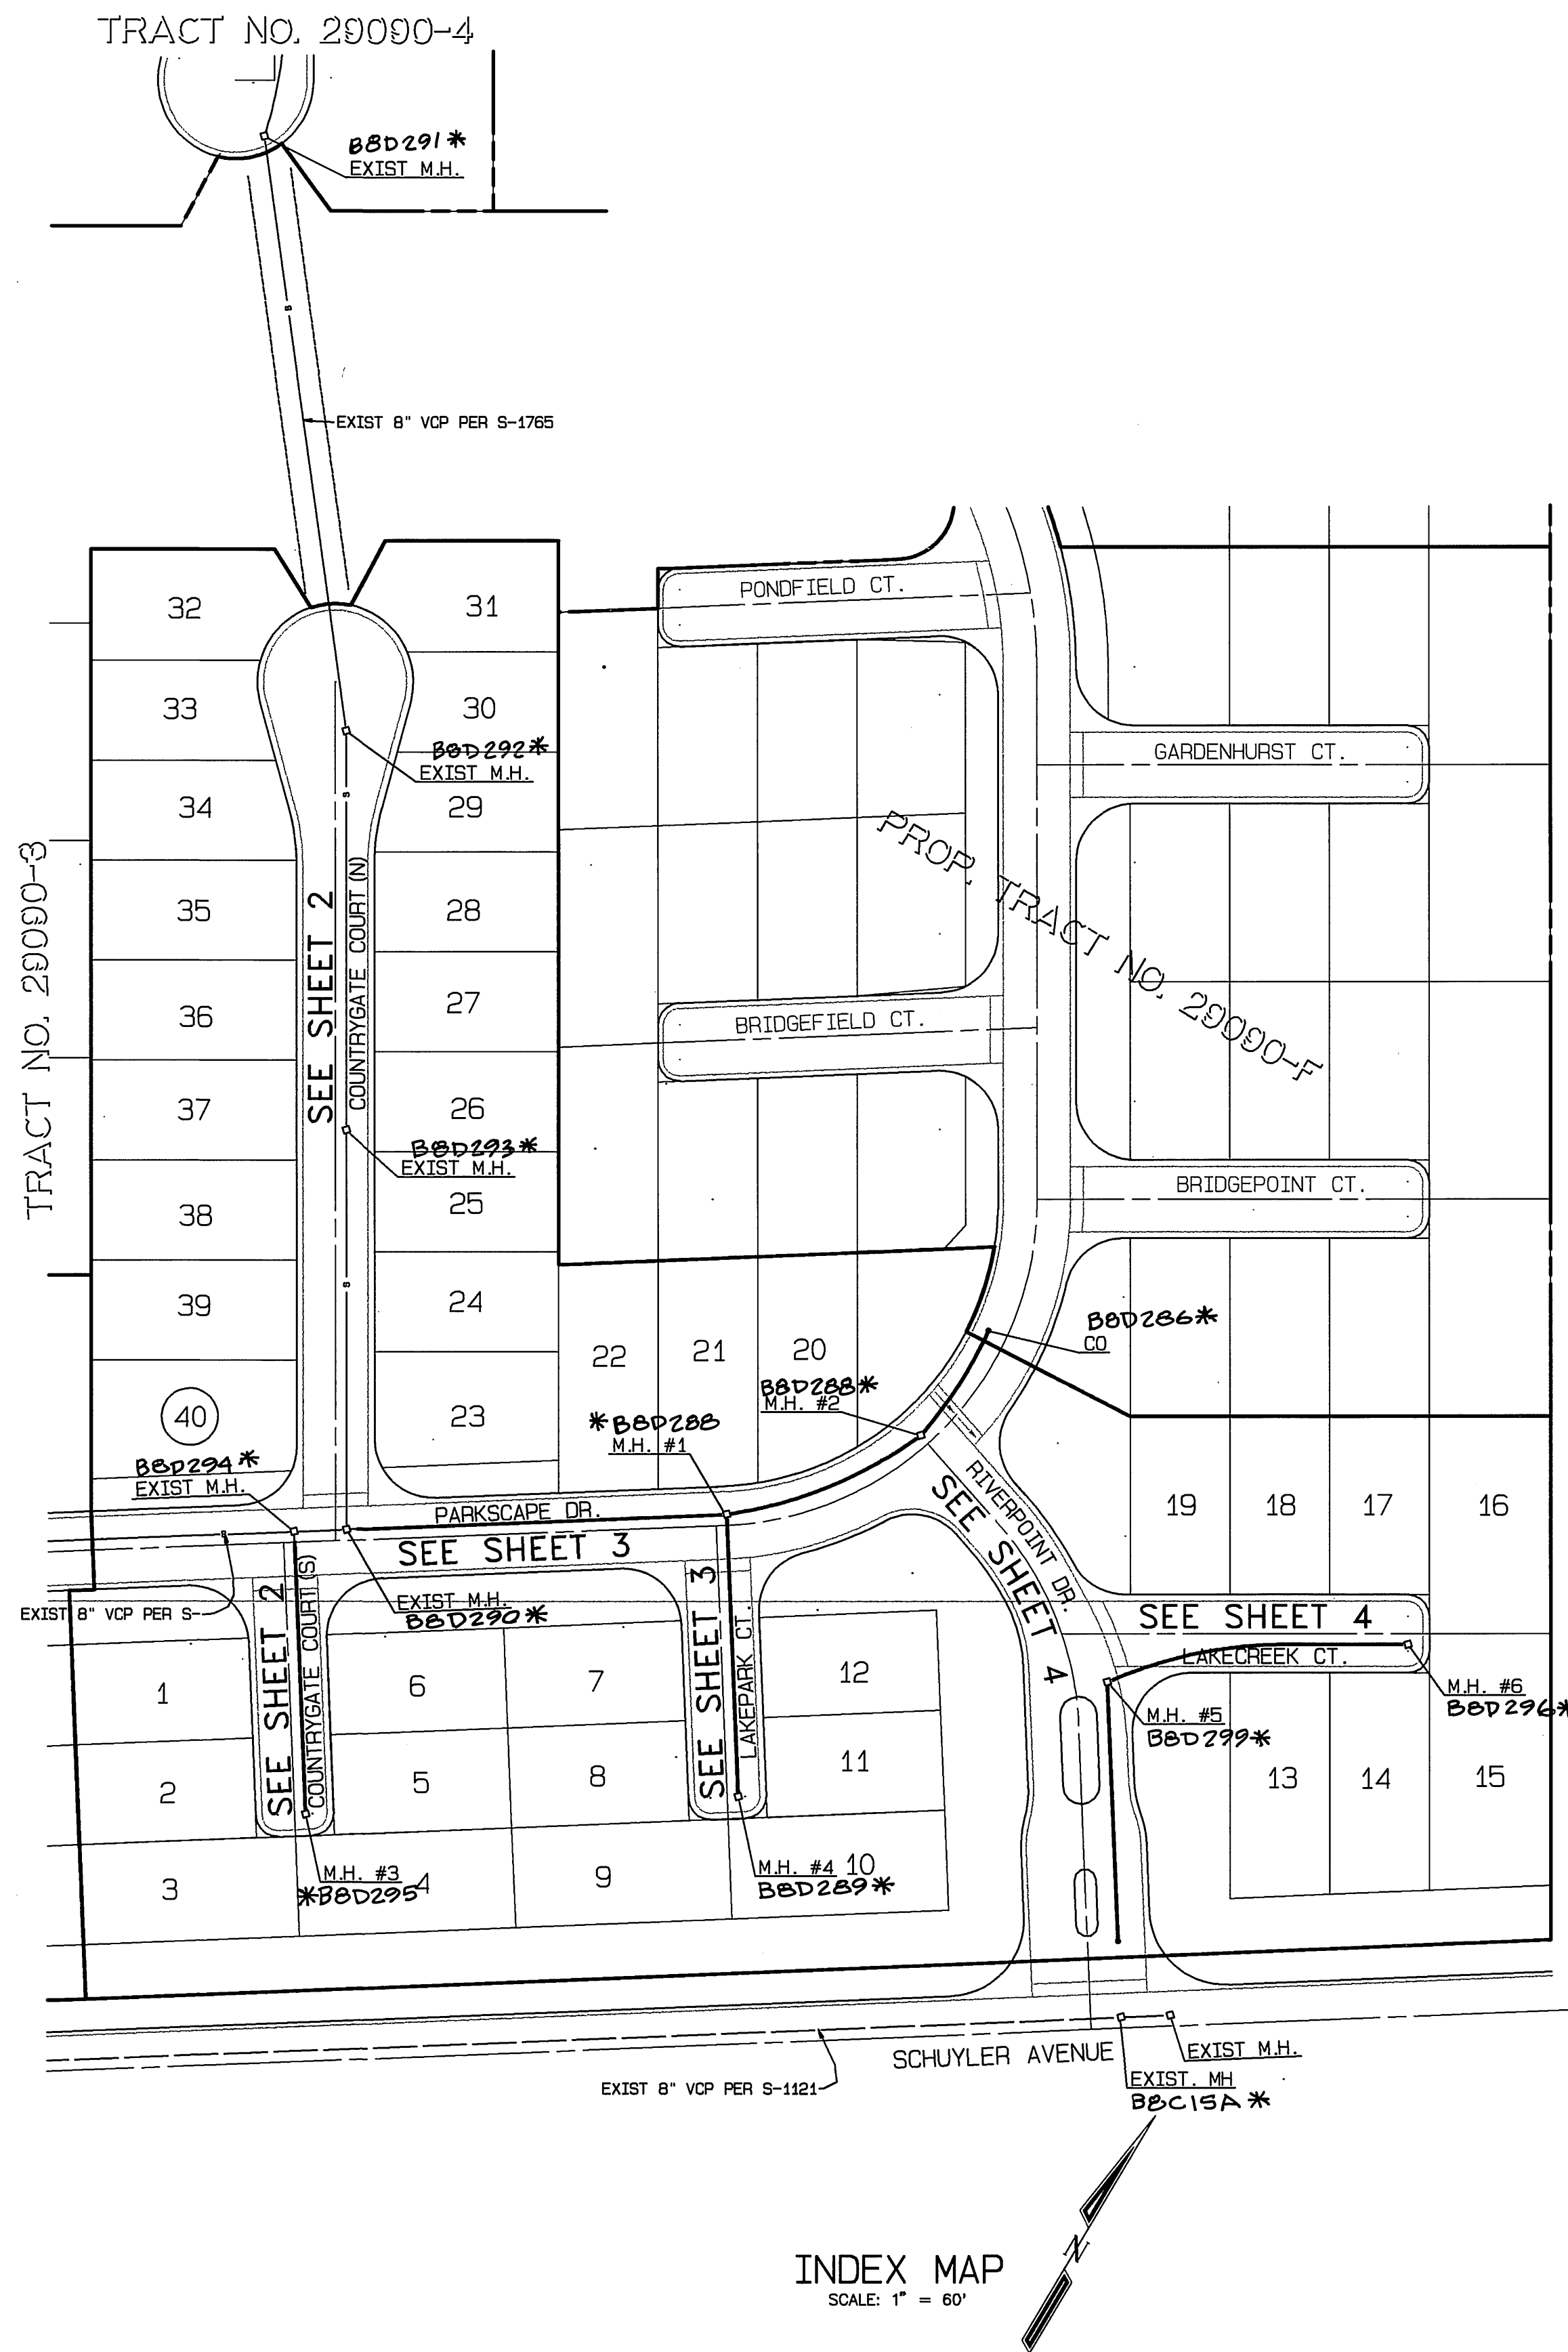 TRACT NO. 29090-4
B8D291*
EXIST M.H.
EXIST 8" VCP PER S-1765
32
31
PONDFIELD CT.
33
30
B8D292*
EXIST M.H.
GARDENHURST CT.
34
29
TRACT NO. 29090-3
SEE SHEET 2
COUNTRYGATE COURT (N)
PROP. TRACT NO. 29090-F
35
28
36
27
BRIDGEFIELD CT.
37
26
B8D293*
EXIST M.H.
BRIDGEPOINT CT.
38
25
39
24
B8D286*
CO
22
21
20
B8D288*
M.H. #2
40
23
*B8D288
M.H. #1
B8D294*
EXIST M.H.
PARKSCAPE DR.
SEE SHEET 3
RIVERPOINT DR.
SEE SHEET 4
19
18
17
16
EXIST 8" VCP PER S-
EXIST M.H.
B8D290*
SEE SHEET 2
COUNTRYGATE COURT (S)
SEE SHEET 3
LAKEPARK CT.
SEE SHEET 4
LAKECREEK CT.
1
6
7
12
M.H. #6
B8D296*
M.H. #5
B8D299*
2
5
8
11
13
14
15
3
M.H. #3
*B8D295
4
9
M.H. #4
10
B8D289*
SCHUYLER AVENUE
EXIST M.H.
EXIST 8" VCP PER S-1121
EXIST. MH
B8C15A*
N
INDEX MAP
SCALE: 1" = 60'